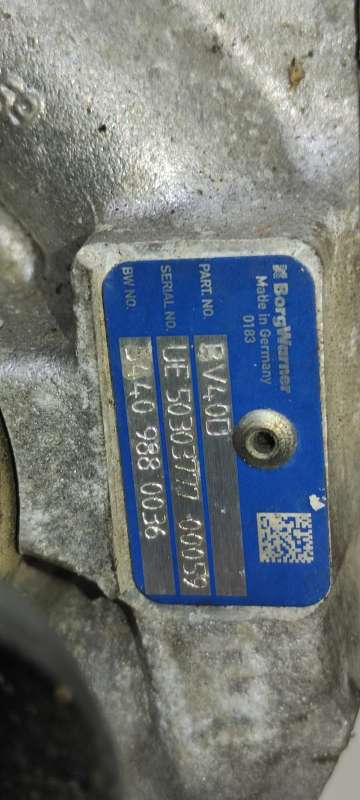 BorgWarner
Made in Germany
0183
PART. NO. BV40D
SERIAL NO. UE 50303777 00059
BW NO. 5440 988 0036